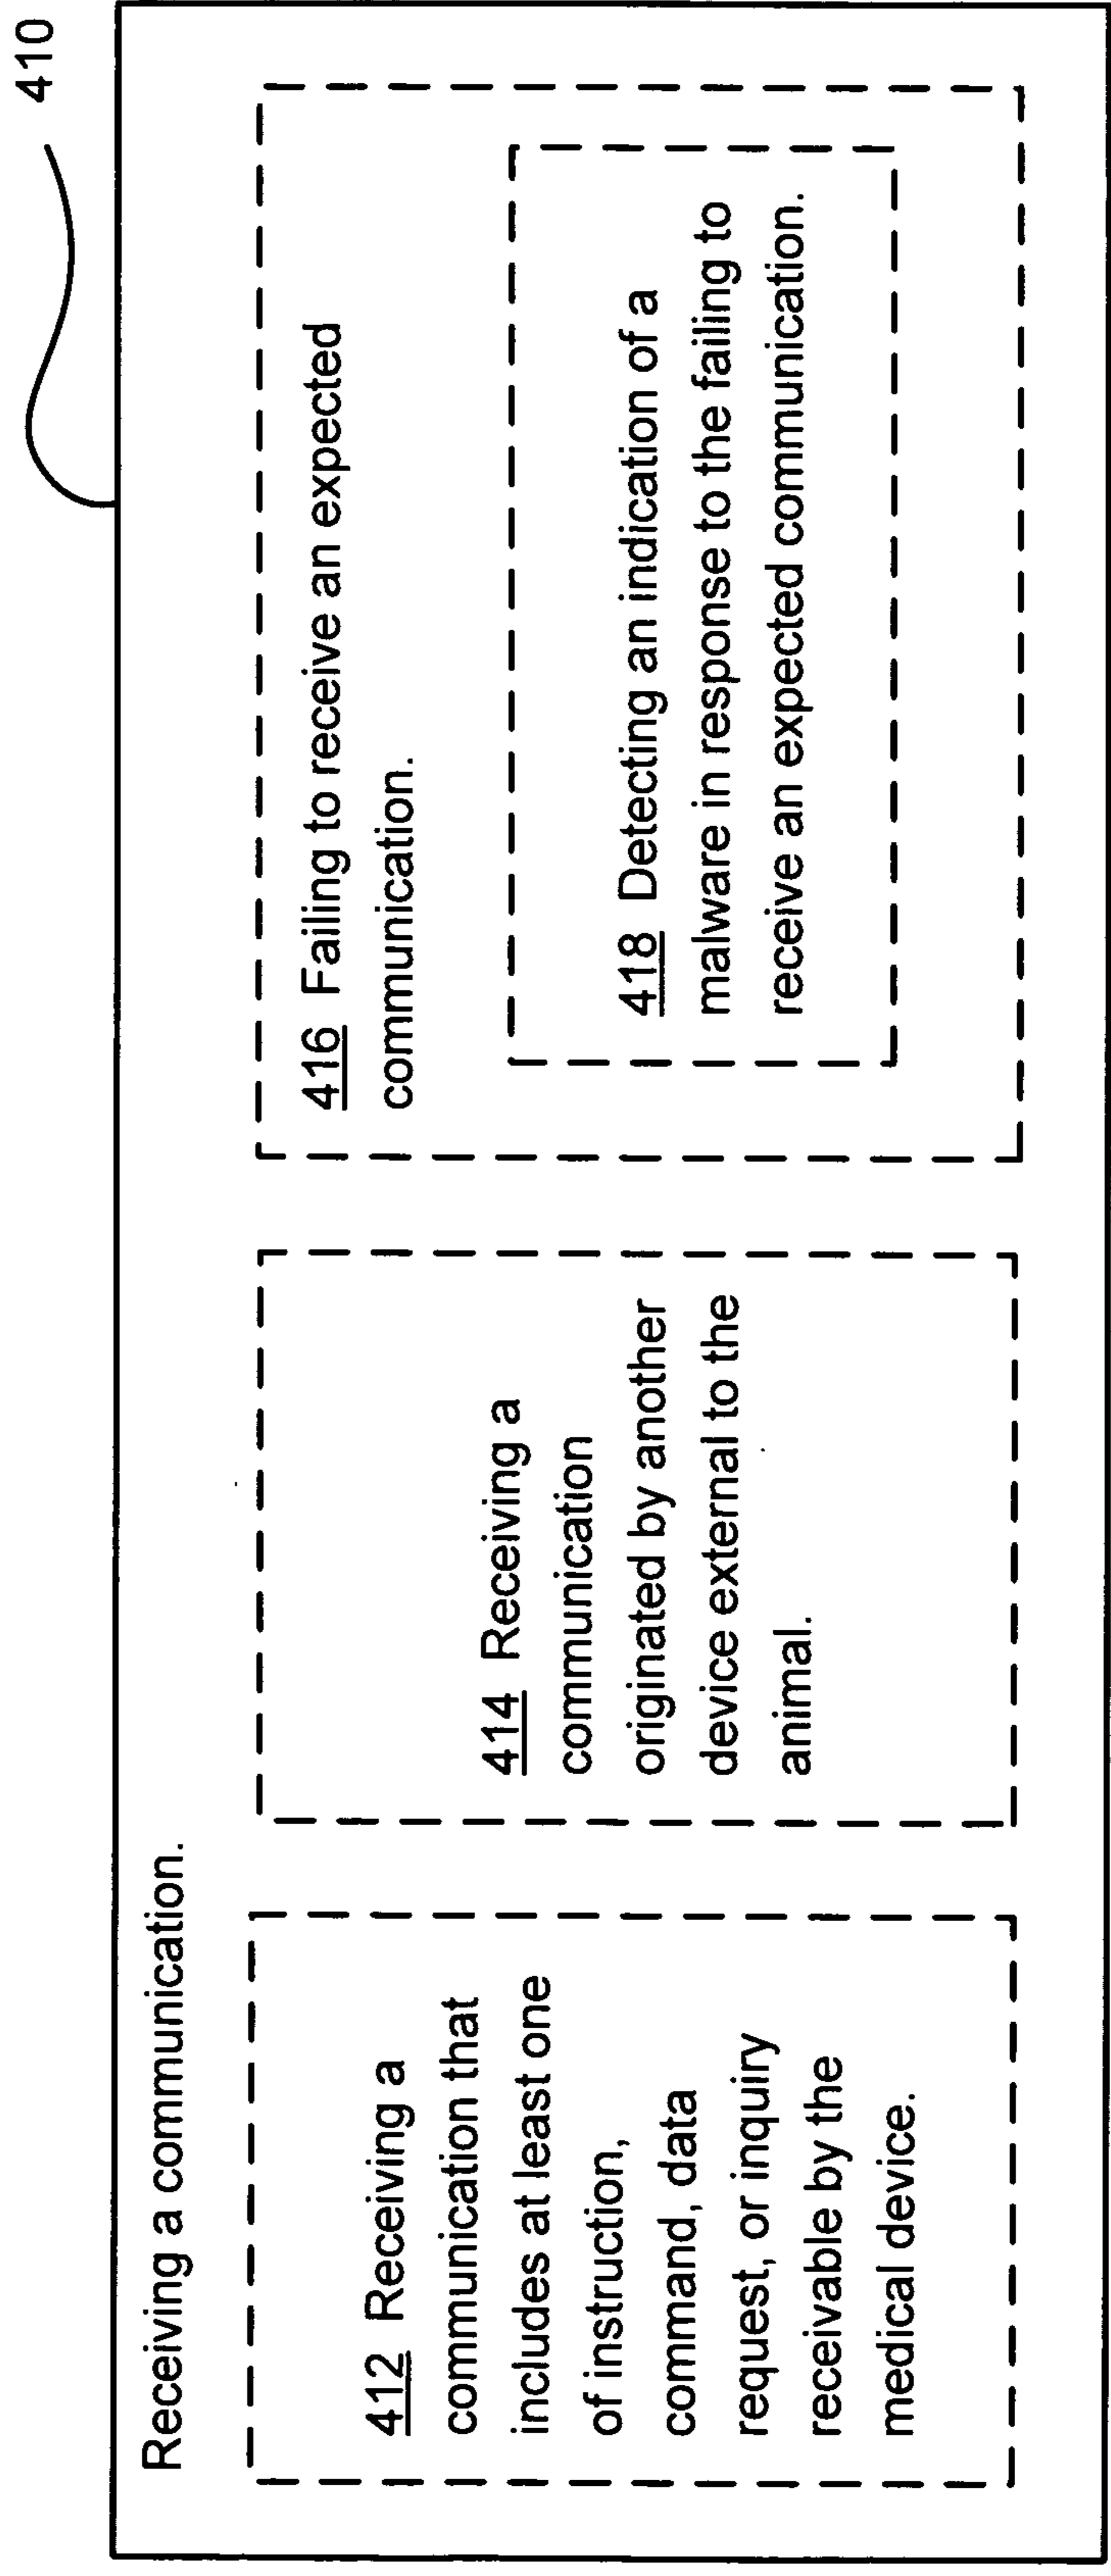 410
Receiving a communication.
412 Receiving a
communication that
includes at least one
of instruction,
command, data
request, or inquiry
receivable by the
medical device.
414 Receiving a
communication
originated by another
device external to the
animal.
416 Failing to receive an expected
communication.
418 Detecting an indication of a
malware in response to the failing to
receive an expected communication.